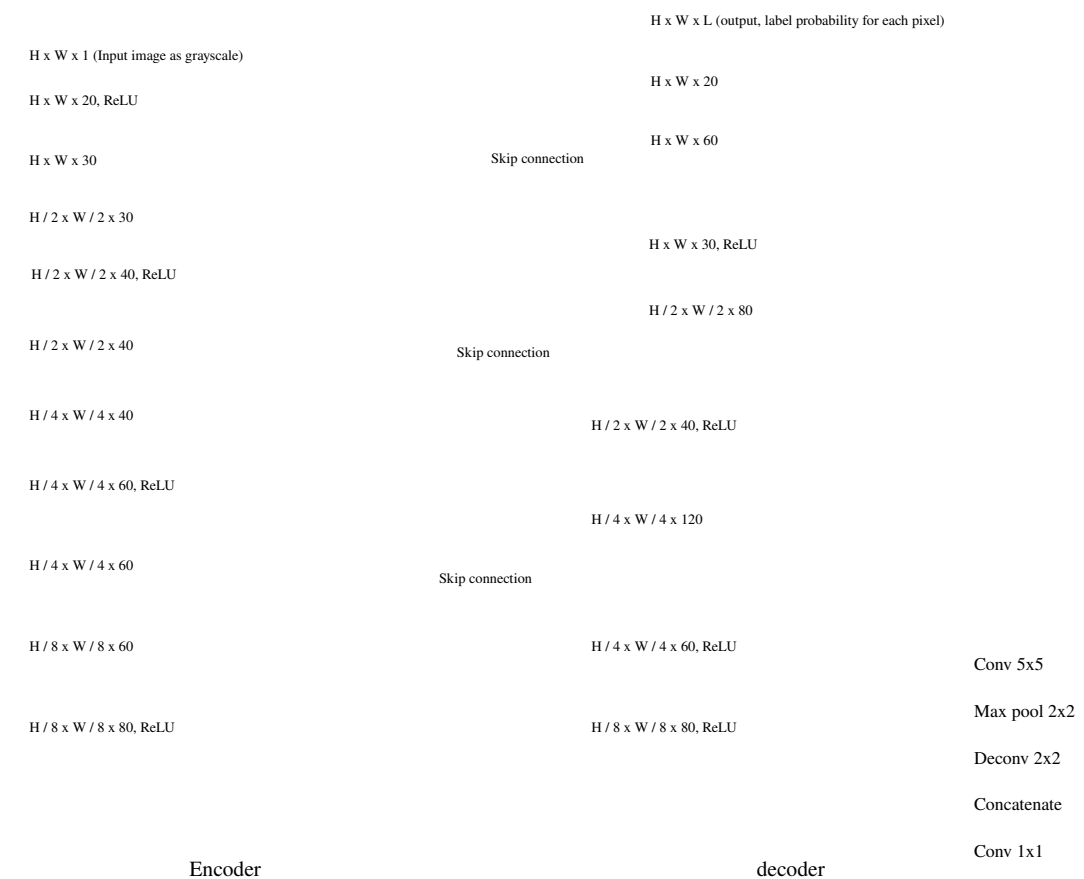 H x W x 1 (Input image as grayscale)
H x W x 20, ReLU
H x W x 30
H / 2 x W / 2 x 30
H / 2 x W / 2 x 40, ReLU
H / 2 x W / 2 x 40
H / 4 x W / 4 x 40
H / 4 x W / 4 x 60, ReLU
H / 4 x W / 4 x 60
H / 8 x W / 8 x 60
H / 8 x W / 8 x 80, ReLU
Encoder
Skip connection
Skip connection
Skip connection
H x W x L (output, label probability for each pixel)
H x W x 20
H x W x 60
H x W x 30, ReLU
H / 2 x W / 2 x 80
H / 2 x W / 2 x 40, ReLU
H / 4 x W / 4 x 120
H / 4 x W / 4 x 60, ReLU
H / 8 x W / 8 x 80, ReLU
decoder
Conv 5x5
Max pool 2x2
Deconv 2x2
Concatenate
Conv 1x1